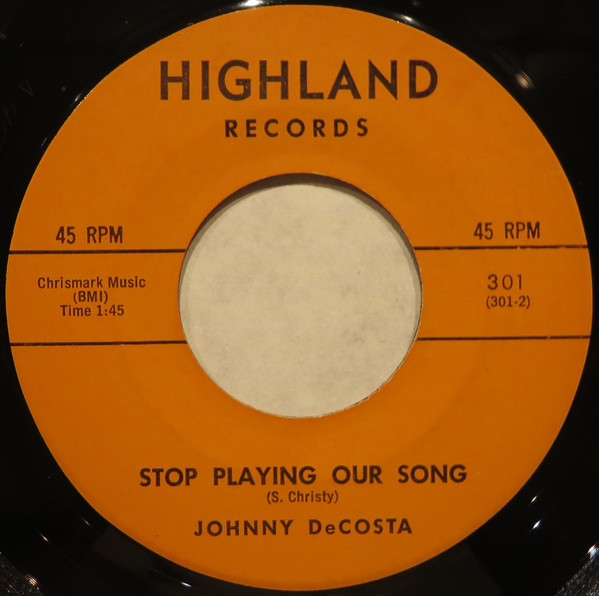 HIGHLAND
RECORDS
45 RPM
45 RPM
Chrismark Music
(BMI)
Time 1:45
301
(301-2)
STOP PLAYING OUR SONG
(S. Christy)
JOHNNY DeCOSTA